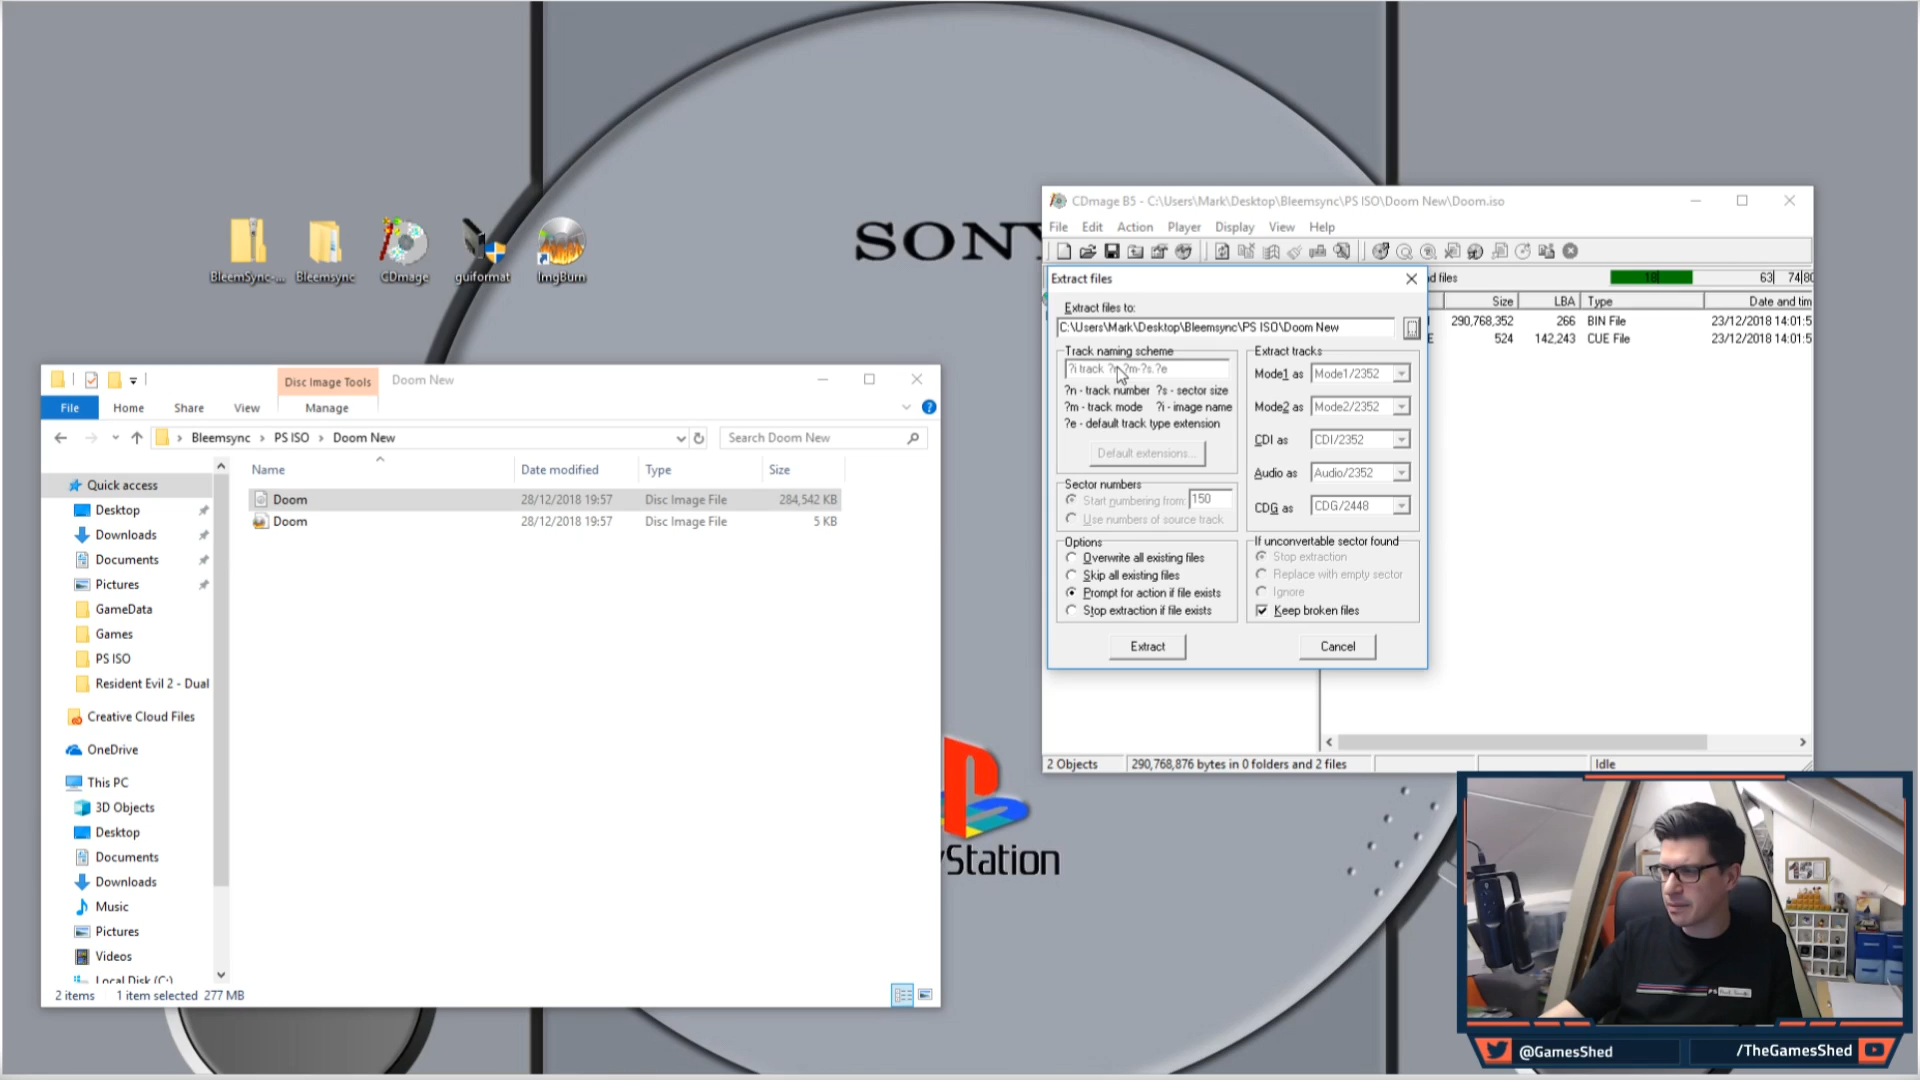 SONY
BleemSync-...
Bleemsync
CDmage
guiformat
ImgBurn
Disc Image Tools
Doom New
File
Home
Share
View
Manage
Bleemsync > PS ISO > Doom New
Search Doom New
Name
Date modified
Type
Size
Doom
28/12/2018 19:57
Disc Image File
284,542 KB
Doom
28/12/2018 19:57
Disc Image File
5 KB
Quick access
Desktop
Downloads
Documents
Pictures
GameData
Games
PS ISO
Resident Evil 2 - Dual
Creative Cloud Files
OneDrive
This PC
3D Objects
Desktop
Documents
Downloads
Music
Pictures
Videos
Local Disk (C:)
2 items
1 item selected 277 MB
CDmage B5 - C:\Users\Mark\Desktop\Bleemsync\PS ISO\Doom New\Doom.iso
File Edit Action Player Display View Help
Extract files
d files
18
63
74
80
Size
LBA
Type
Date and tim
290,768,352
266
BIN File
23/12/2018 14:01:5
524
142,243
CUE File
23/12/2018 14:01:5
Extract files to:
C:\Users\Mark\Desktop\Bleemsync\PS ISO\Doom New
Track naming scheme
?i track ?m-?s.?e
?n - track number ?s - sector size
?m - track mode ?i - image name
?e - default track type extension
Default extensions...
Sector numbers
Start numbering from: 150
Use numbers of source track
Options
Overwrite all existing files
Skip all existing files
Prompt for action if file exists
Stop extraction if file exists
Extract tracks
Mode1 as Mode1/2352
Mode2 as Mode2/2352
CDI as CDI/2352
Audio as Audio/2352
CDG as CDG/2448
If unconvertable sector found
Stop extraction
Replace with empty sector
Ignore
Keep broken files
Extract
Cancel
2 Objects
290,768,876 bytes in 0 folders and 2 files
Idle
yStation
@GamesShed
/TheGamesShed